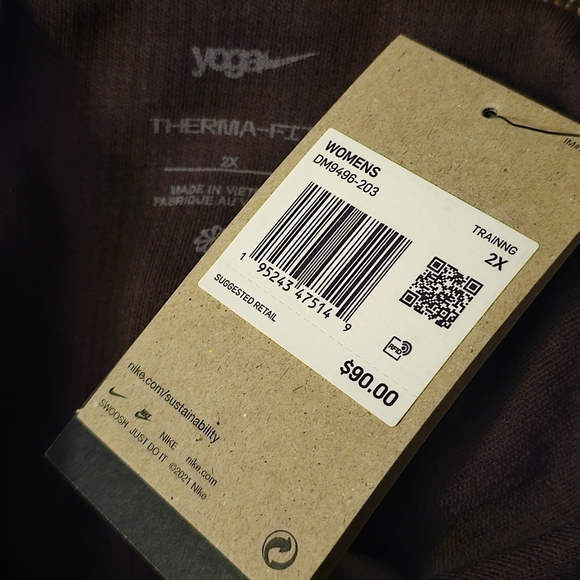 yoga
THERMA-FIT
2X
MADE IN VIET
FABRIQUE AU V
WOMENS
DM9496-203
TRAINNG
2X
1 95243 47514 9
SUGGESTED RETAIL
RFID
$90.00
nike.com/sustainability
NIKE nike.com
SWOOSH JUST DO IT ©2021 Nike